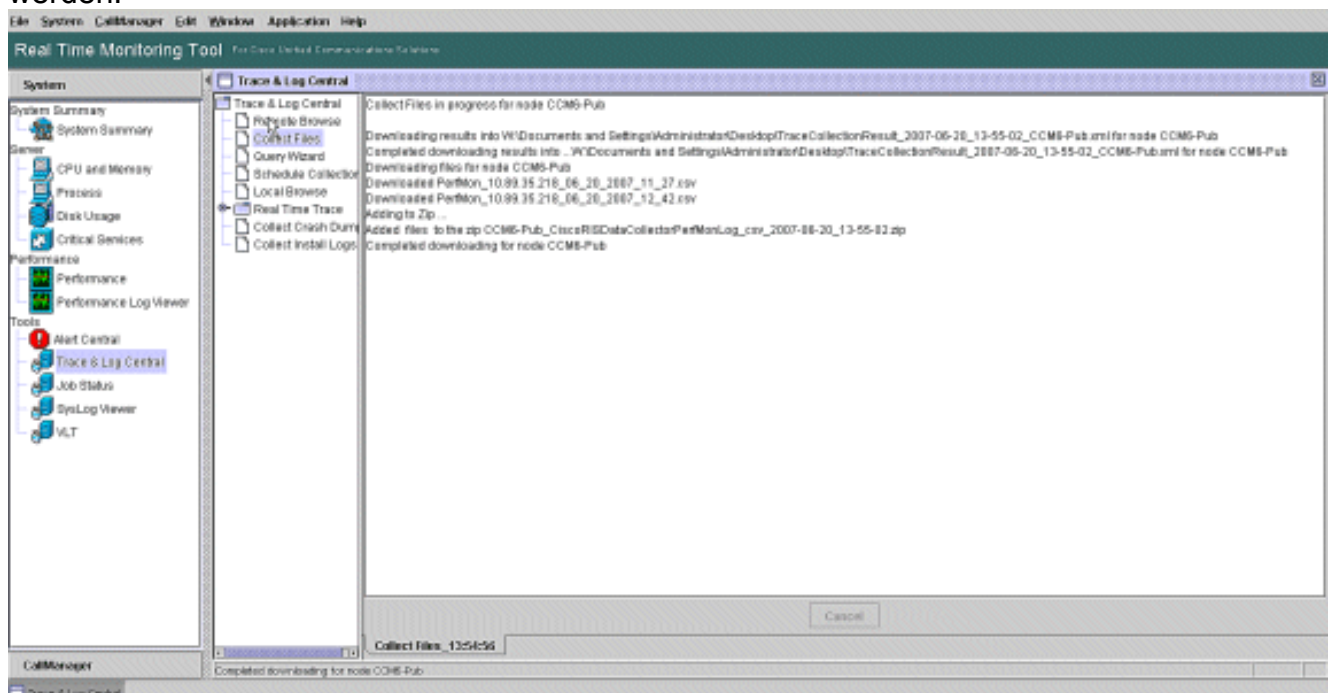 werden.
File System CallManager Edit Window Application Help
Real Time Monitoring Tool For Cisco Unified Communications Solutions
System
Trace & Log Central
System Summary
System Summary
Server
CPU and Memory
Process
Disk Usage
Critical Services
Performance
Performance
Performance Log Viewer
Tools
Alert Central
Trace & Log Central
Job Status
SysLog Viewer
VLT
CallManager
Trace & Log Central
Remote Browse
Collect Files
Query Wizard
Schedule Collection
Local Browse
Real Time Trace
Collect Crash Dump
Collect Install Logs
Collect Files in progress for node CCM6-Pub
Downloading results into W:\Documents and Settings\Administrator\Desktop\TraceCollectionResult_2007-06-20_13-55-02_CCM6-Pub.xml for node CCM6-Pub
Completed downloading results into ..W:\Documents and Settings\Administrator\Desktop\TraceCollectionResult_2007-06-20_13-55-02_CCM6-Pub.xml for node CCM6-Pub
Downloading files for node CCM6-Pub
Downloaded PerfMon_10.89.35.218_06_20_2007_11_27.csv
Downloaded PerfMon_10.89.35.218_06_20_2007_12_42.csv
Adding to Zip ...
Added files to the zip CCM6-Pub_CiscoRISDataCollectorPerfMonLog_csv_2007-06-20_13-55-02.zip
Completed downloading for node CCM6-Pub
Cancel
Collect Files_13:54:56
Completed downloading for node CCM6-Pub
Trace & Log Central